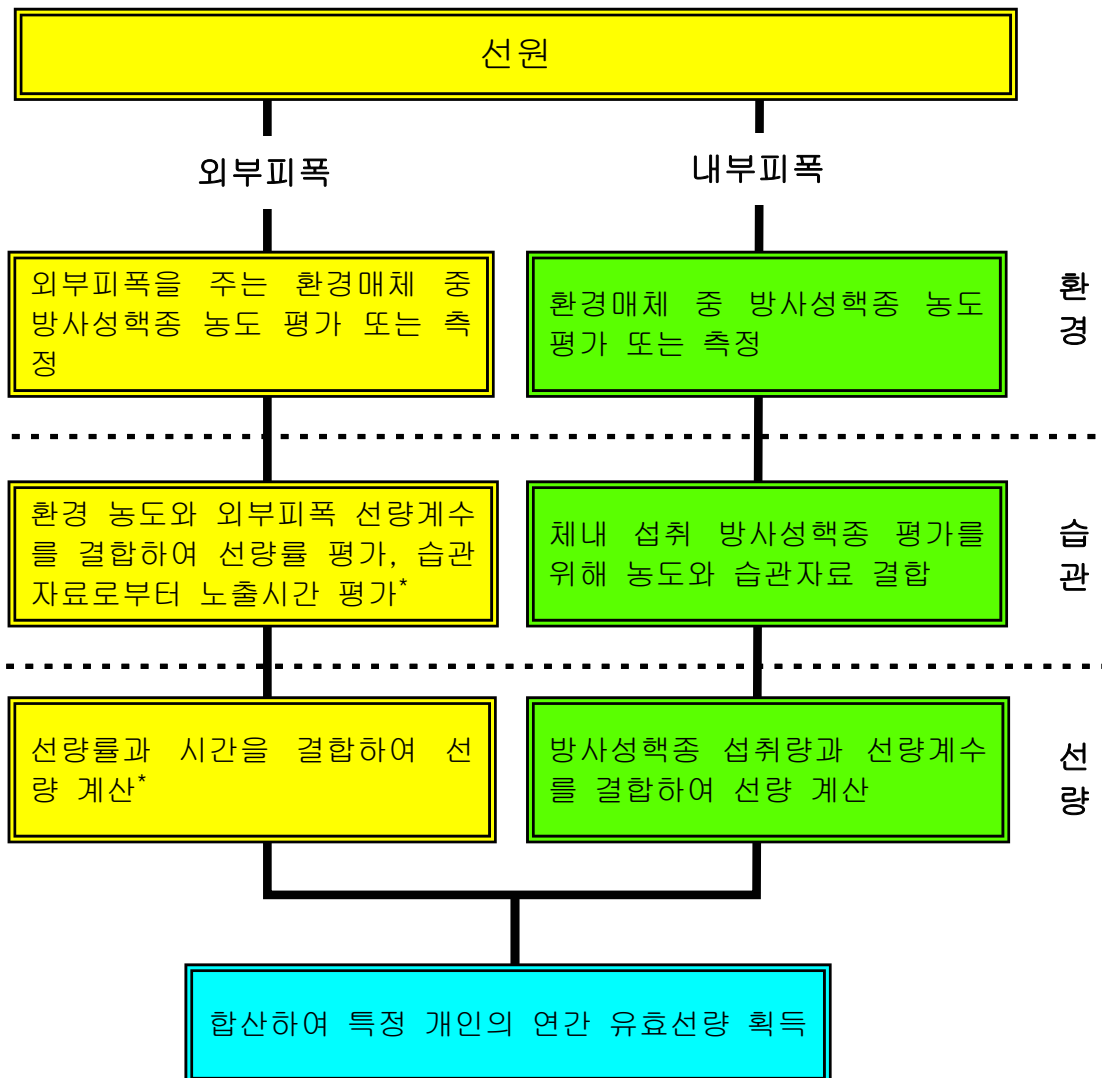 선원
외부피폭
내부피폭
외부피폭을 주는 환경매체 중
방사성핵종 농도 평가 또는 측
정
환경매체 중 방사성핵종 농도
평가 또는 측정
환
경
환경 농도와 외부피폭 선량계수
를 결합하여 선량률 평가, 습관
자료로부터 노출시간 평가*
체내 섭취 방사성핵종 평가를
위해 농도와 습관자료 결합
습
관
선량률과 시간을 결합하여 선
량 계산*
방사성핵종 섭취량과 선량계수
를 결합하여 선량 계산
선
량
합산하여 특정 개인의 연간 유효선량 획득